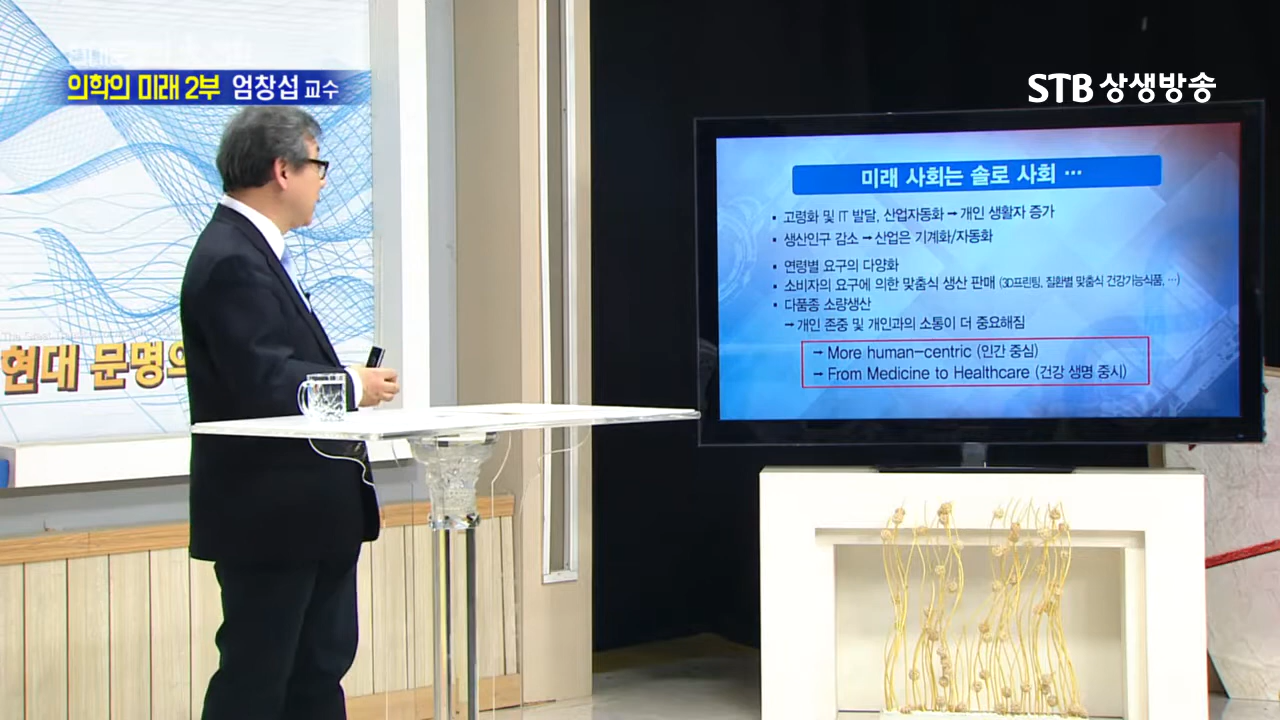 의학의 미래 2부 엄창섭 교수
STB 상생방송
현대 문명의
미래 사회는 솔로 사회 ···
▪ 고령화 및 IT 발달, 산업자동화 → 개인 생활자 증가
▪ 생산인구 감소 → 산업은 기계화/자동화
▪ 연령별 요구의 다양화
▪ 소비자의 요구에 의한 맞춤식 생산 판매 (3D프린팅, 질환별 맞춤식 건강기능식품, ···)
▪ 다품종 소량생산
→ 개인 존중 및 개인과의 소통이 더 중요해짐
→ More human-centric (인간 중심)
→ From Medicine to Healthcare (건강 생명 중시)